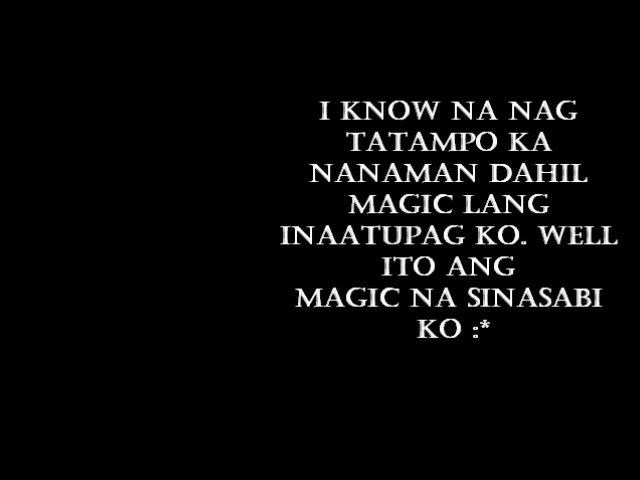 I KNOW NA NAG
TATAMPO KA
NANAMAN DAHIL
MAGIC LANG
INAATUPAG KO. WELL
ITO ANG
MAGIC NA SINASABI
KO :*